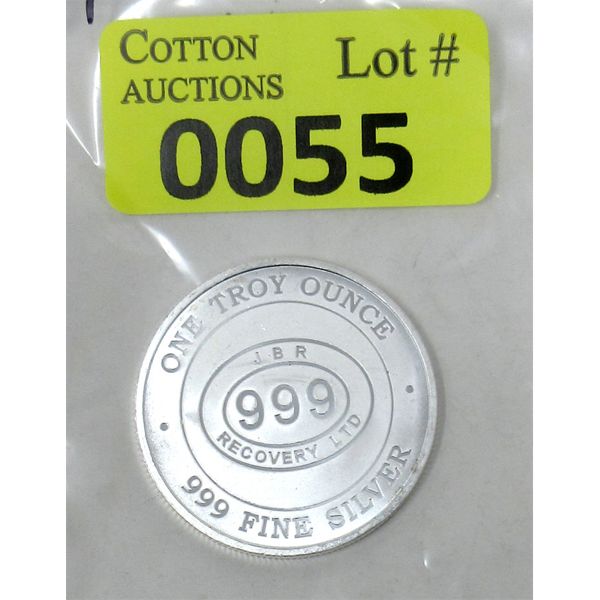 COTTON
AUCTIONS
Lot #
0055
ONE TROY OUNCE
JBR
999
RECOVERY LTD
999 FINE SILVER